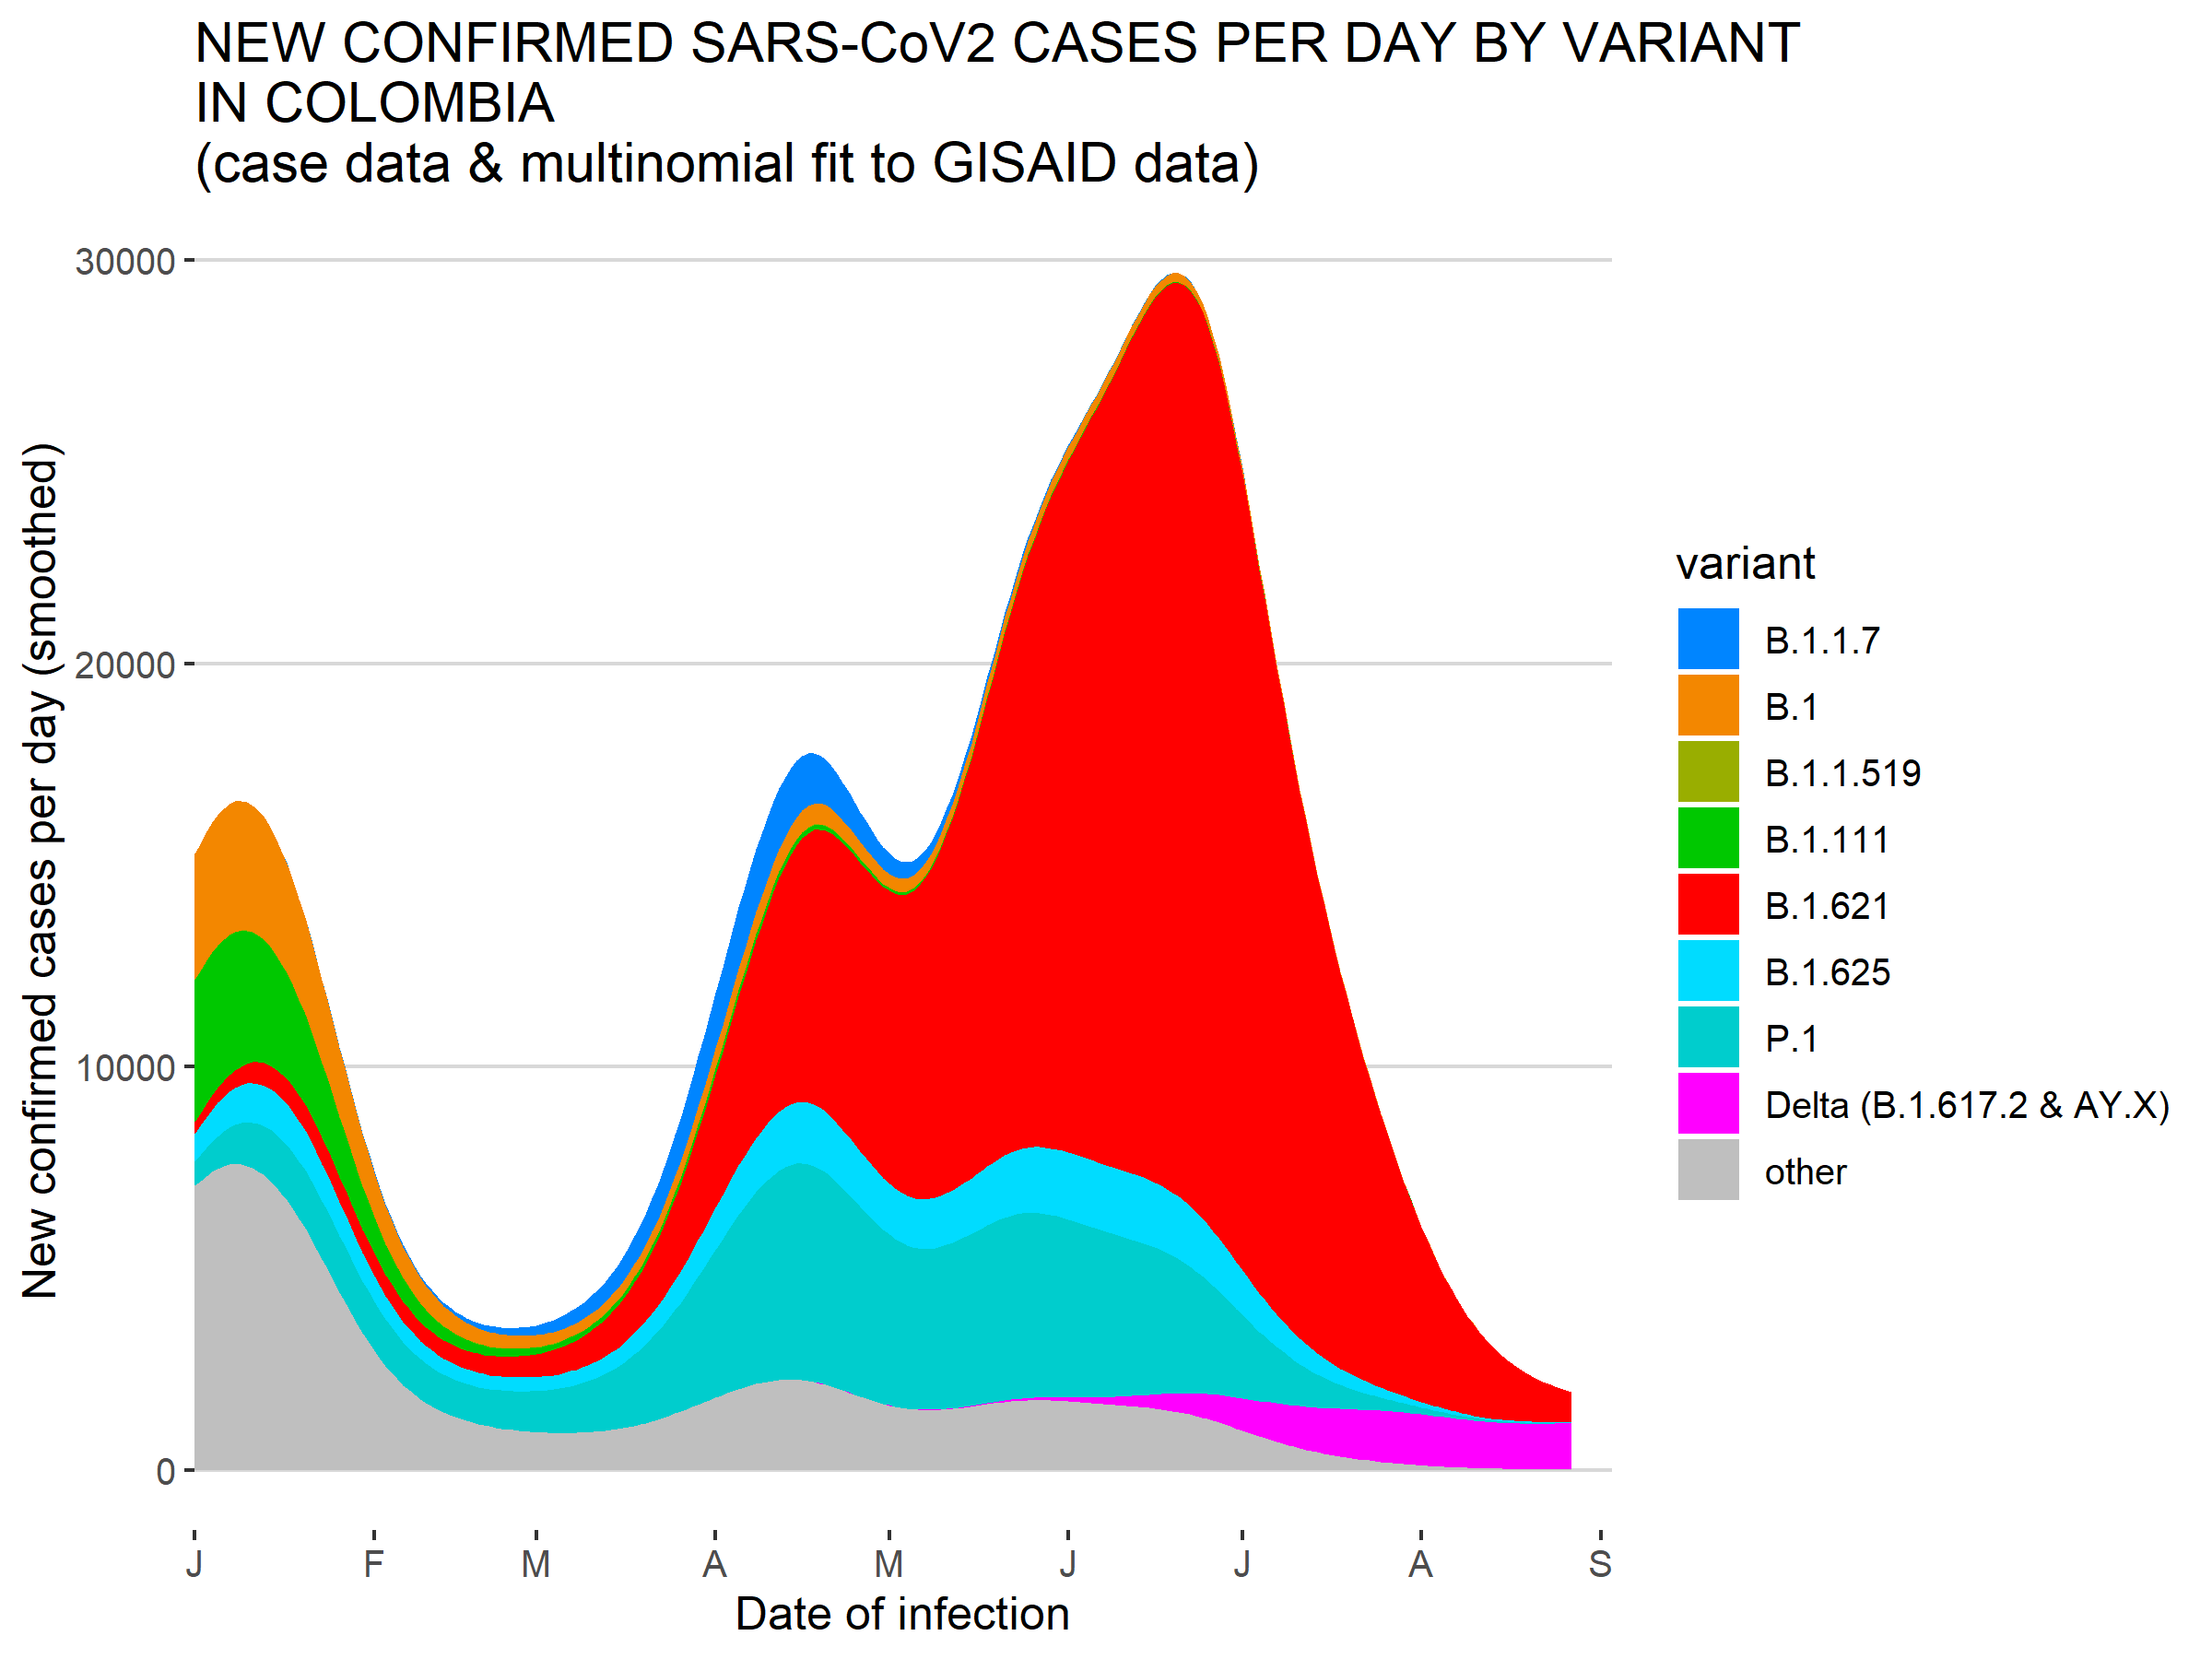 NEW CONFIRMED SARS-CoV2 CASES PER DAY BY VARIANT
IN COLOMBIA
(case data & multinomial fit to GISAID data)
New confirmed cases per day (smoothed)
30000
20000
10000
0
J F M A M J J A S
Date of infection
variant
B.1.1.7
B.1
B.1.1.519
B.1.111
B.1.621
B.1.625
P.1
Delta (B.1.617.2 & AY.X)
other